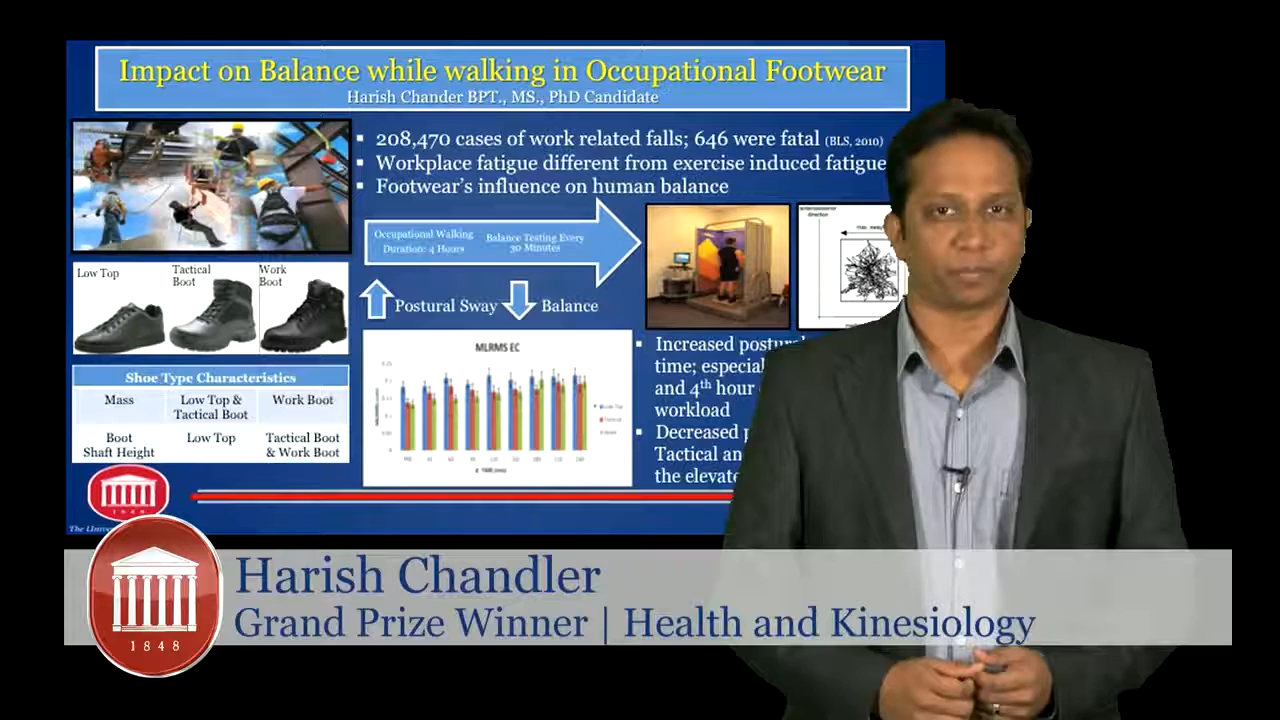 Impact on Balance while walking in Occupational Footwear
Harish Chander BPT., MS., PhD Candidate
208,470 cases of work related falls; 646 were fatal (BLS, 2010)
Workplace fatigue different from exercise induced fatigue
Footwear's influence on human balance
Occupational Walking
Duration: 4 Hours
Balance Testing Every
30 Minutes
direction
Low Top
Tactical
Boot
Work
Boot
Postural Sway
Balance
MLRMS EC
Shoe Type Characteristics
Mass
Low Top &
Tactical Boot
Work Boot
Boot
Shaft Height
Low Top
Tactical Boot
& Work Boot
Increased
time;
and 4th hour
workload
Decreased
Tactical
the
1848
The
Harish Chandler
Grand Prize Winner | Health and Kinesiology
1848